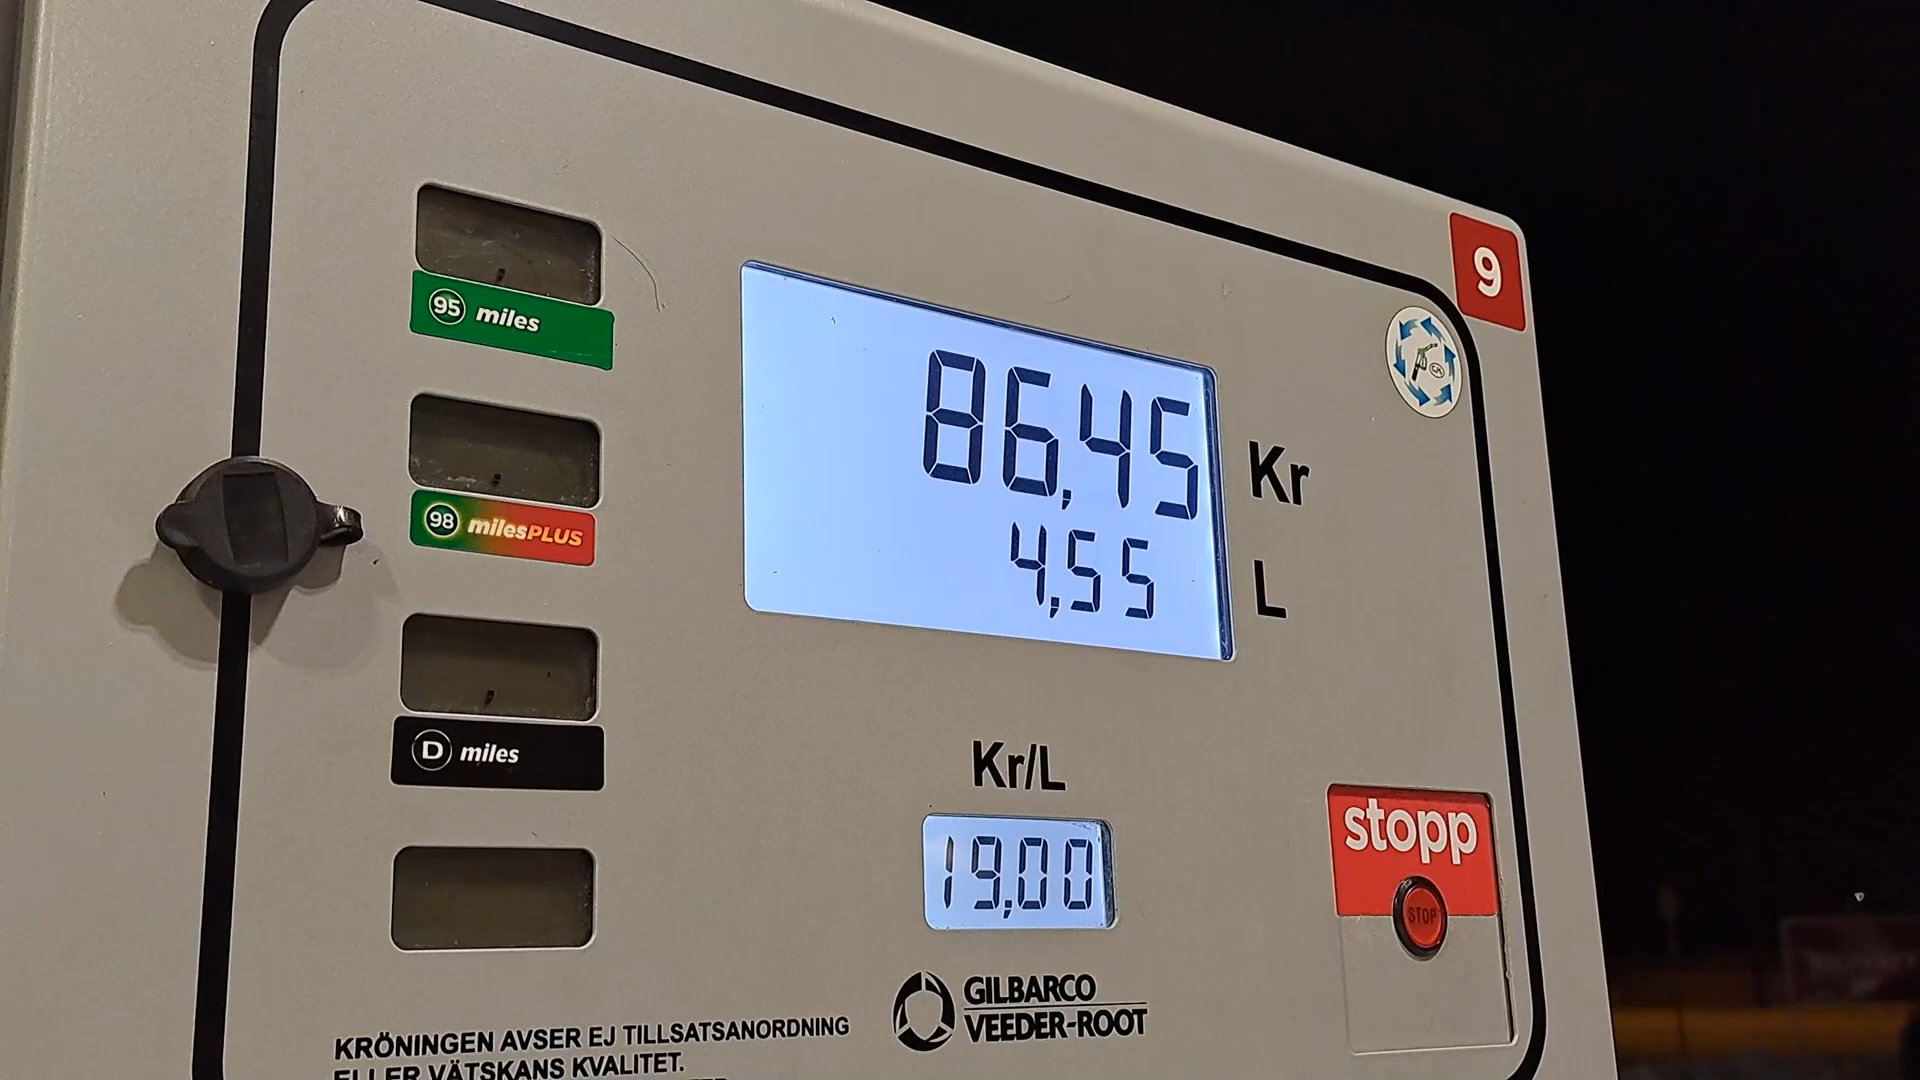 9
95 miles
86,45 Kr
98 milesPLUS
4,55 L
D miles
Kr/L
19,00
stopp
STOP
GILBARCO
VEEDER-ROOT
KRÖNINGEN AVSER EJ TILLSATSANORDNING
ELLER VÄTSKANS KVALITET.